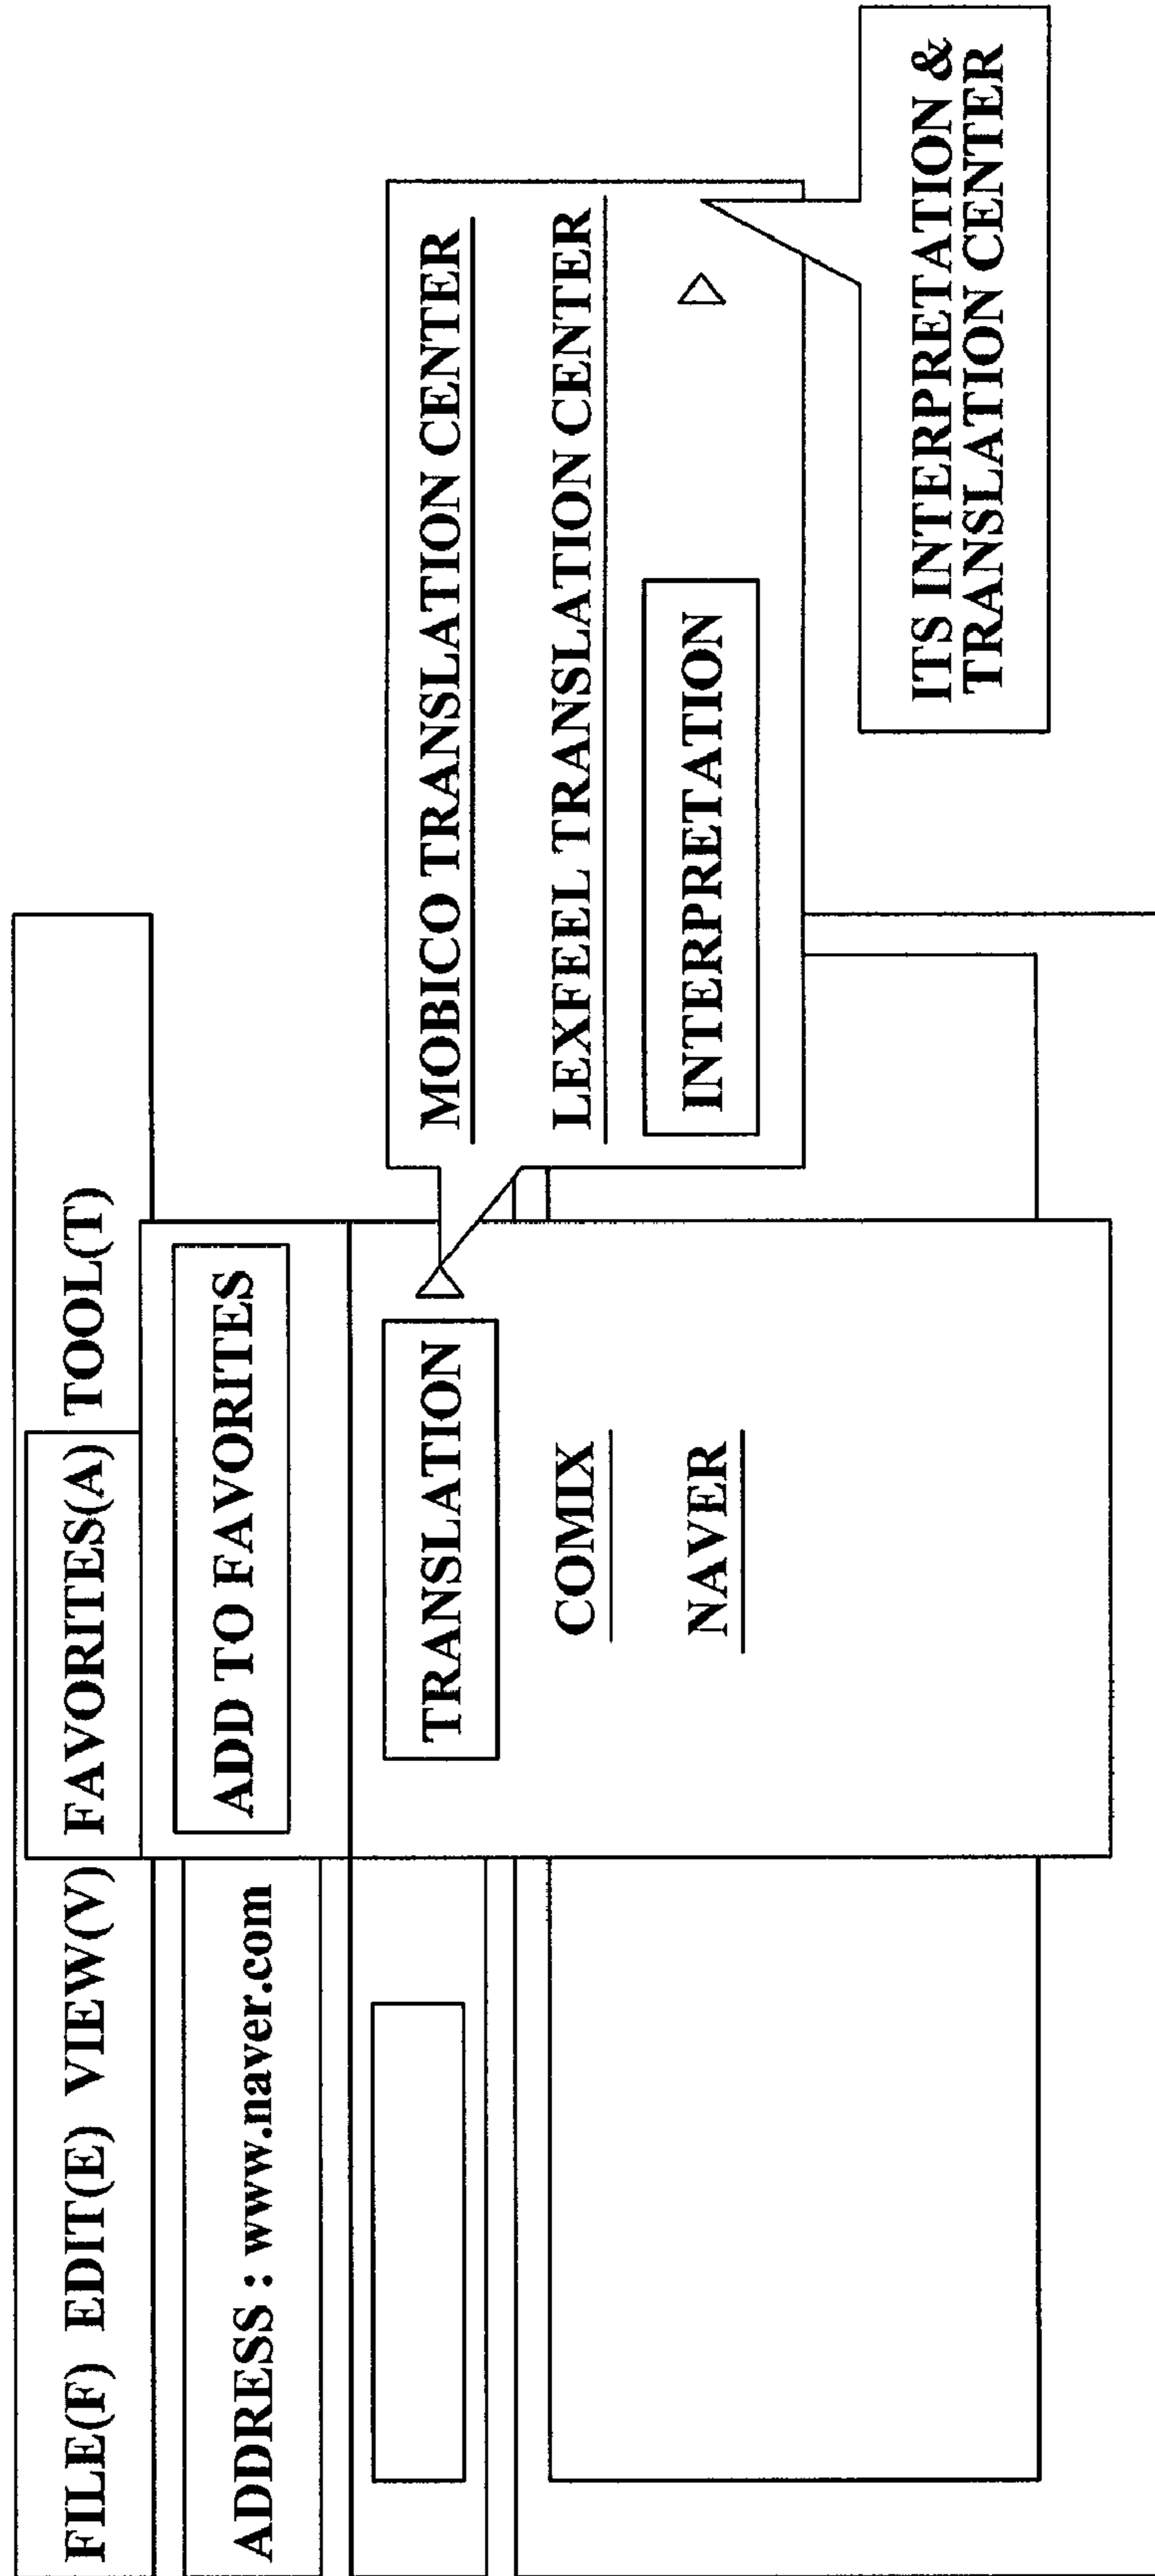 FILE(F) EDIT(E) VIEW(V) FAVORITES(A) TOOL(T)
ADDRESS : www.naver.com
ADD TO FAVORITES
TRANSLATION
COMIX
NAVER
MOBICO TRANSLATION CENTER
LEXFEEL TRANSLATION CENTER
INTERPRETATION
ITS INTERPRETATION &
TRANSLATION CENTER